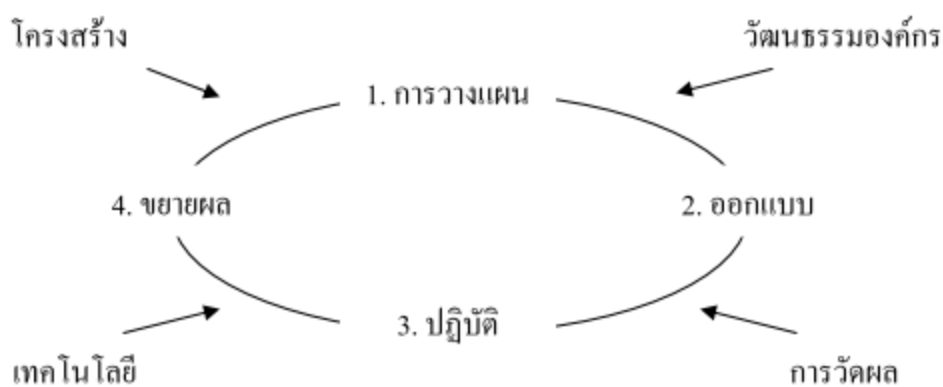 โครงสร้าง
วัฒนธรรมองค์กร
1. การวางแผน
4. ขยายผล
2. ออกแบบ
3. ปฏิบัติ
เทคโนโลยี
การวัดผล